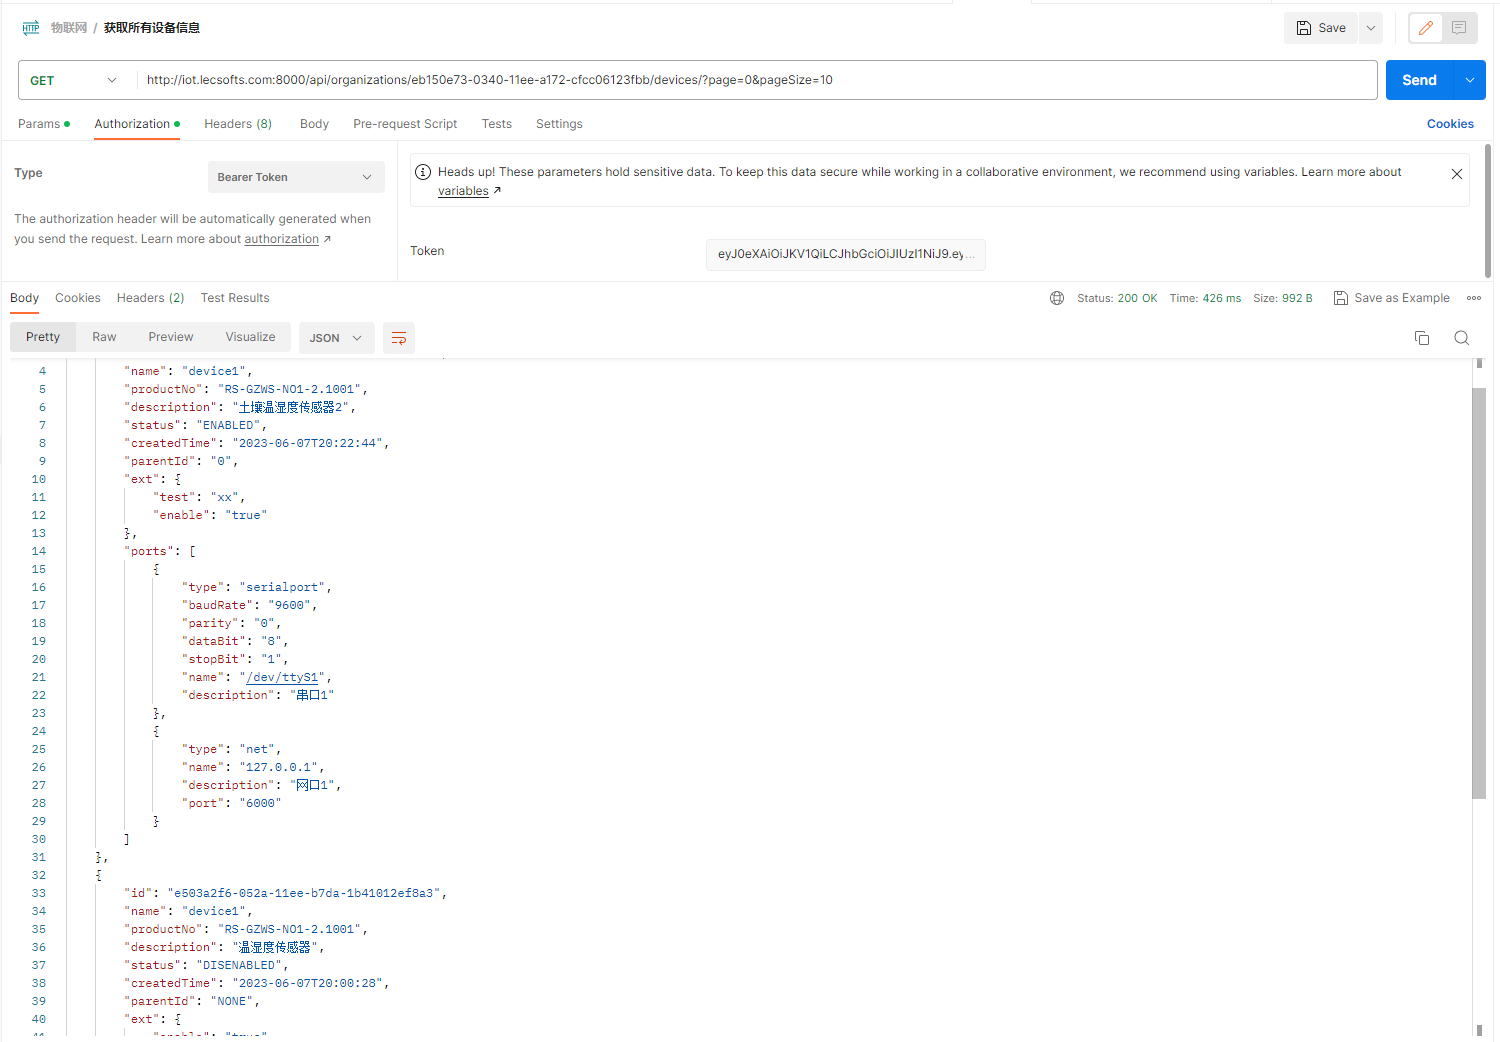 HTTP 物联网 / 获取所有设备信息 Save
GET http://iot.lecsofts.com:8000/api/organizations/eb150e73-0340-11ee-a172-cfcc06123fbb/devices/?page=0&pageSize=10 Send
Params Authorization Headers (8) Body Pre-request Script Tests Settings Cookies
Type Bearer Token
The authorization header will be automatically generated when
you send the request. Learn more about authorization ↗
Heads up! These parameters hold sensitive data. To keep this data secure while working in a collaborative environment, we recommend using variables. Learn more about
variables ↗
Token eyJ0eXAiOiJKV1QiLCJhbGciOiJIUzI1NiJ9.ey...
Body Cookies Headers (2) Test Results Status: 200 OK Time: 426 ms Size: 992 B Save as Example
Pretty Raw Preview Visualize JSON
4 "name": "device1",
5 "productNo": "RS-GZWS-NO1-2.1001",
6 "description": "土壤温湿度传感器2",
7 "status": "ENABLED",
8 "createdTime": "2023-06-07T20:22:44",
9 "parentId": "0",
10 "ext": {
11 "test": "xx",
12 "enable": "true"
13 },
14 "ports": [
15 {
16 "type": "serialport",
17 "baudRate": "9600",
18 "parity": "0",
19 "dataBit": "8",
20 "stopBit": "1",
21 "name": "/dev/ttyS1",
22 "description": "串口1"
23 },
24 {
25 "type": "net",
26 "name": "127.0.0.1",
27 "description": "网口1",
28 "port": "6000"
29 }
30 ]
31 },
32 {
33 "id": "e503a2f6-052a-11ee-b7da-1b41012ef8a3",
34 "name": "device1",
35 "productNo": "RS-GZWS-NO1-2.1001",
36 "description": "温湿度传感器",
37 "status": "DISENABLED",
38 "createdTime": "2023-06-07T20:00:28",
39 "parentId": "NONE",
40 "ext": {
41 "enable": "true"